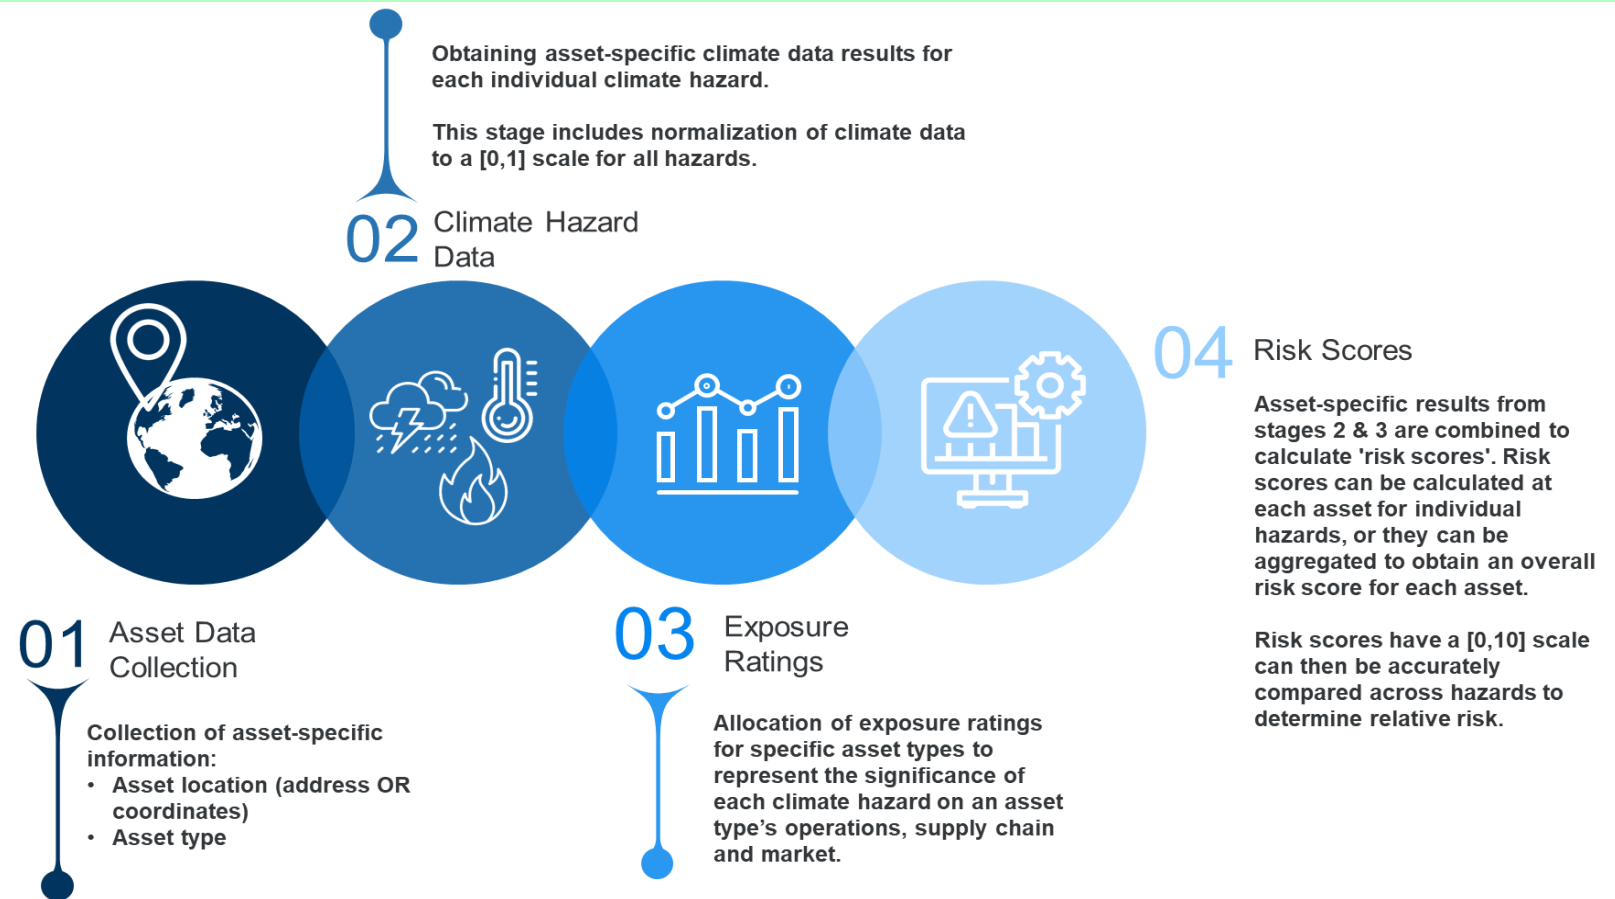 01
Asset Data
Collection
Collection of asset-specific
information:
• Asset location (address OR
coordinates)
• Asset type
Obtaining asset-specific climate data results for
each individual climate hazard.
This stage includes normalization of climate data
to a [0,1] scale for all hazards.
02
Climate Hazard
Data
03
Exposure
Ratings
Allocation of exposure ratings
for specific asset types to
represent the significance of
each climate hazard on an asset
type’s operations, supply chain
and market.
04
Risk Scores
Asset-specific results from
stages 2 & 3 are combined to
calculate 'risk scores'. Risk
scores can be calculated at
each asset for individual
hazards, or they can be
aggregated to obtain an overall
risk score for each asset.
Risk scores have a [0,10] scale
can then be accurately
compared across hazards to
determine relative risk.